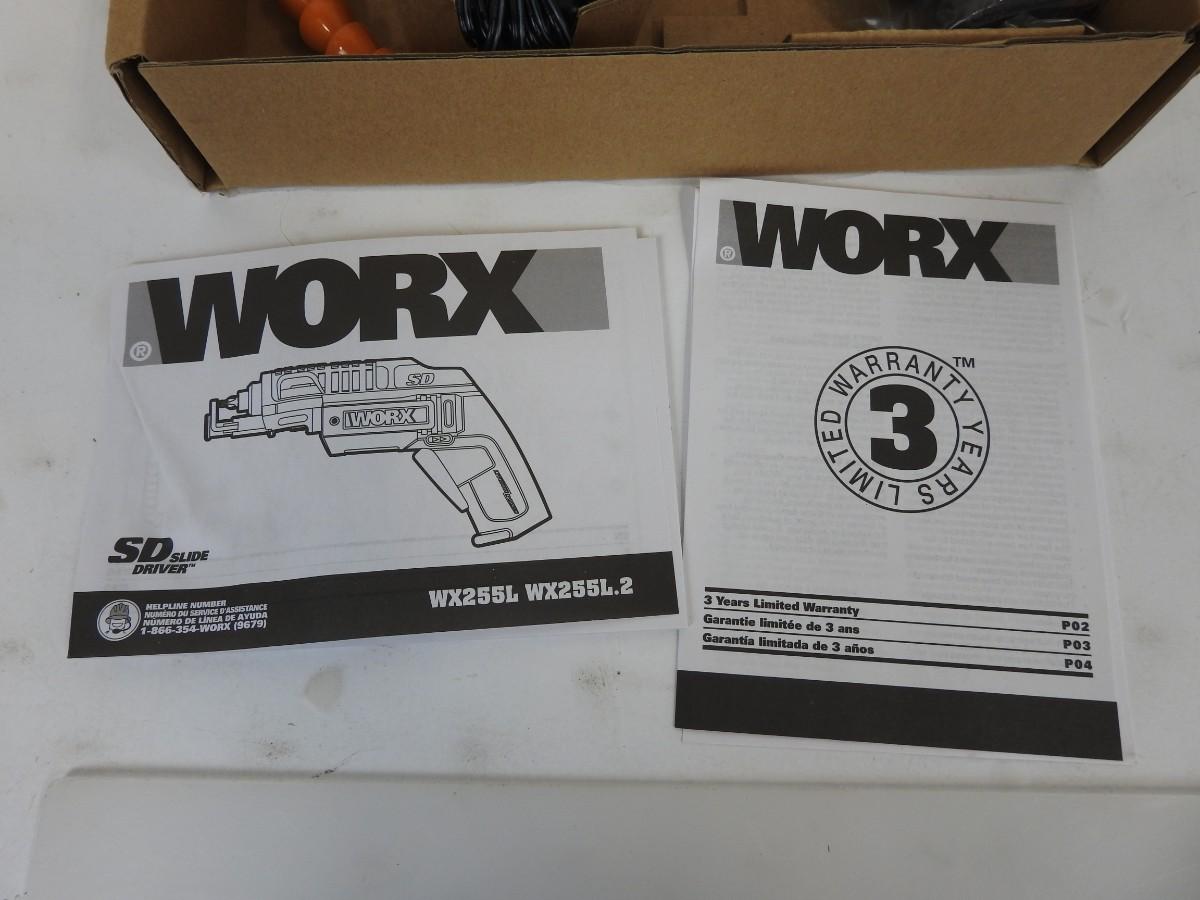 WORX
®
SD
WORX
SD SLIDE
DRIVER™
HELPLINE NUMBER
NUMÉRO DU SERVICE D'ASSISTANCE
NÚMERO DE LÍNEA DE AYUDA
1-866-354-WORX (9679)
WX255L WX255L.2
WORX
®
WARRANTY YEARS LIMITED
TM
3
3 Years Limited Warranty P02
Garantie limitée de 3 ans P03
Garantía limitada de 3 años P04